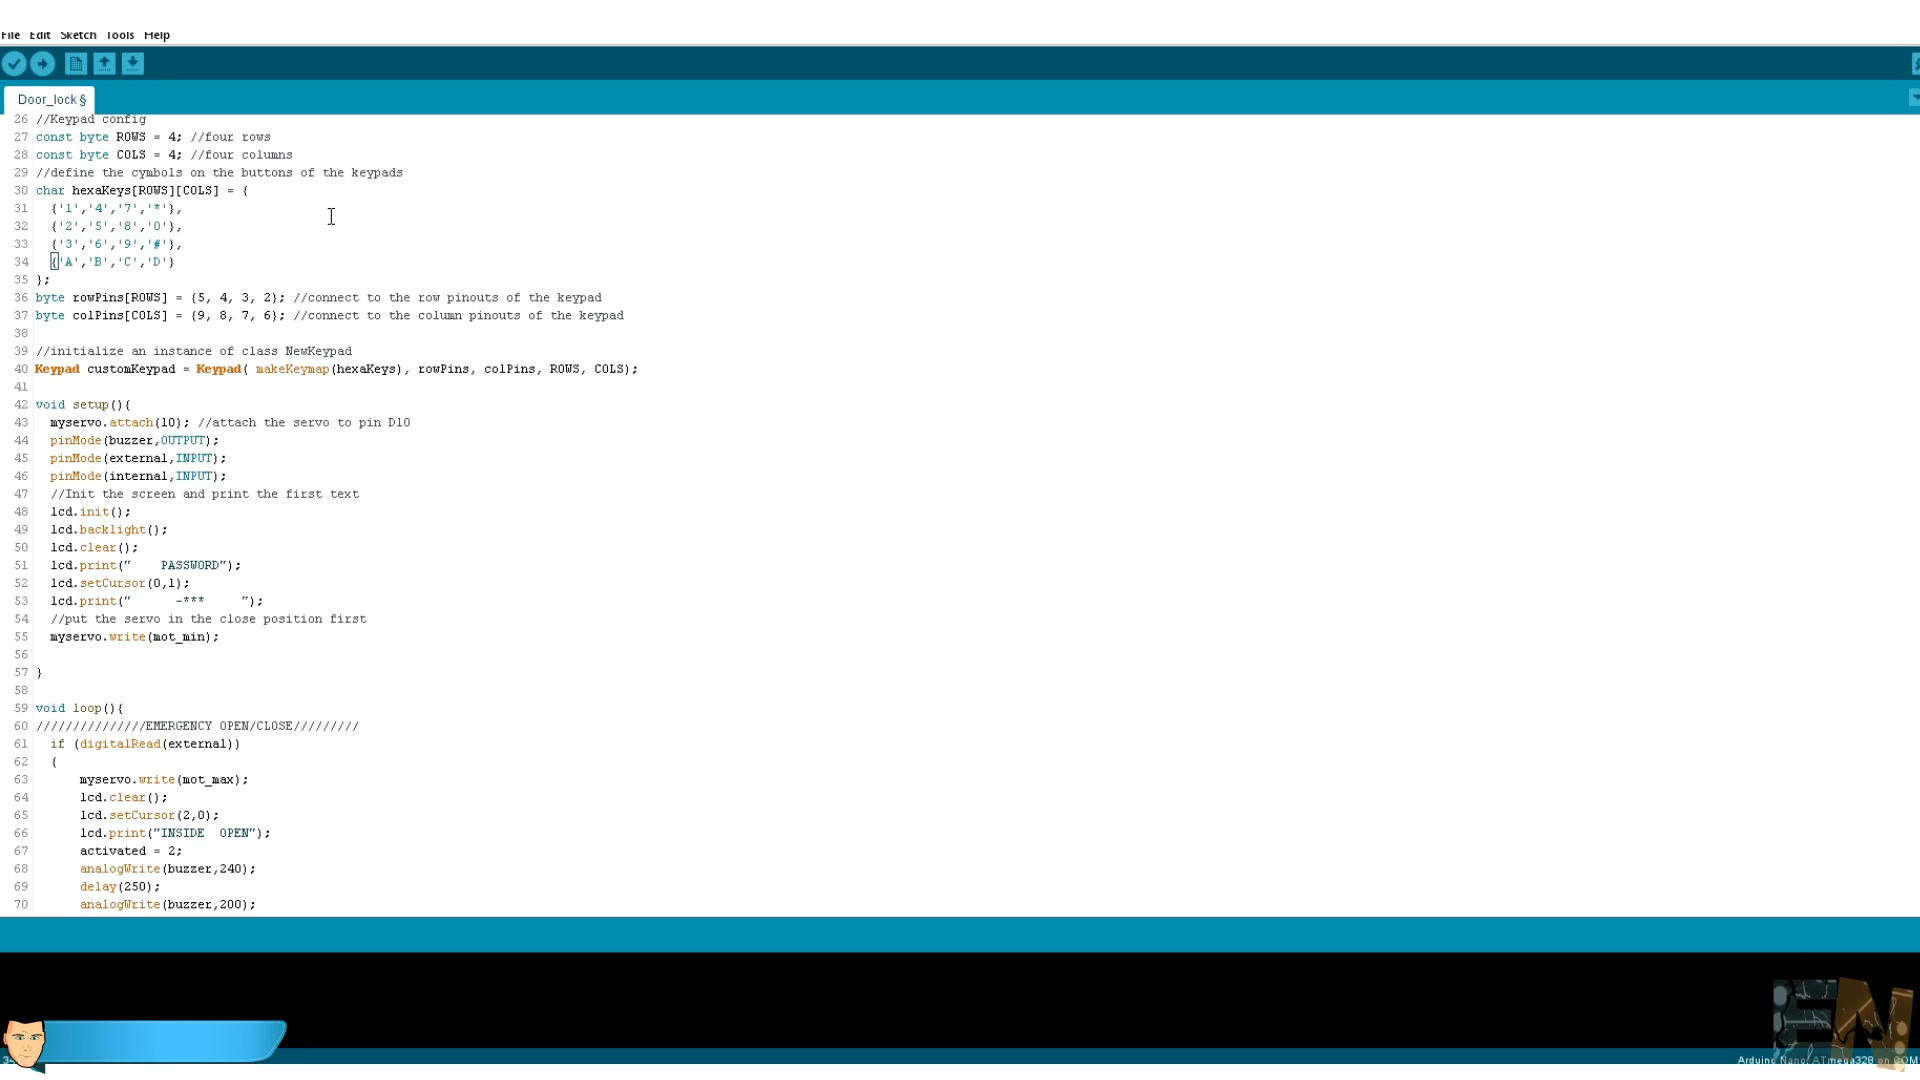 File Edit Sketch Tools Help
Door_lock §
26 //Keypad config
27 const byte ROWS = 4; //four rows
28 const byte COLS = 4; //four columns
29 //define the cymbols on the buttons of the keypads
30 char hexaKeys[ROWS][COLS] = {
31 {'1','4','7','*'},
32 {'2','5','8','0'},
33 {'3','6','9','#'},
34 {'A','B','C','D'}
35 };
36 byte rowPins[ROWS] = {5, 4, 3, 2}; //connect to the row pinouts of the keypad
37 byte colPins[COLS] = {9, 8, 7, 6}; //connect to the column pinouts of the keypad
38
39 //initialize an instance of class NewKeypad
40 Keypad customKeypad = Keypad( makeKeymap(hexaKeys), rowPins, colPins, ROWS, COLS);
41
42 void setup(){
43 myservo.attach(10); //attach the servo to pin D10
44 pinMode(buzzer,OUTPUT);
45 pinMode(external,INPUT);
46 pinMode(internal,INPUT);
47 //Init the screen and print the first text
48 lcd.init();
49 lcd.backlight();
50 lcd.clear();
51 lcd.print("    PASSWORD");
52 lcd.setCursor(0,1);
53 lcd.print("      -***     ");
54 //put the servo in the close position first
55 myservo.write(mot_min);
56
57 }
58
59 void loop(){
60 ///////////////EMERGENCY OPEN/CLOSE/////////
61 if (digitalRead(external))
62 {
63 myservo.write(mot_max);
64 lcd.clear();
65 lcd.setCursor(2,0);
66 lcd.print("INSIDE  OPEN");
67 activated = 2;
68 analogWrite(buzzer,240);
69 delay(250);
70 analogWrite(buzzer,200);
EN
Arduino Nano, ATmega328 on COM